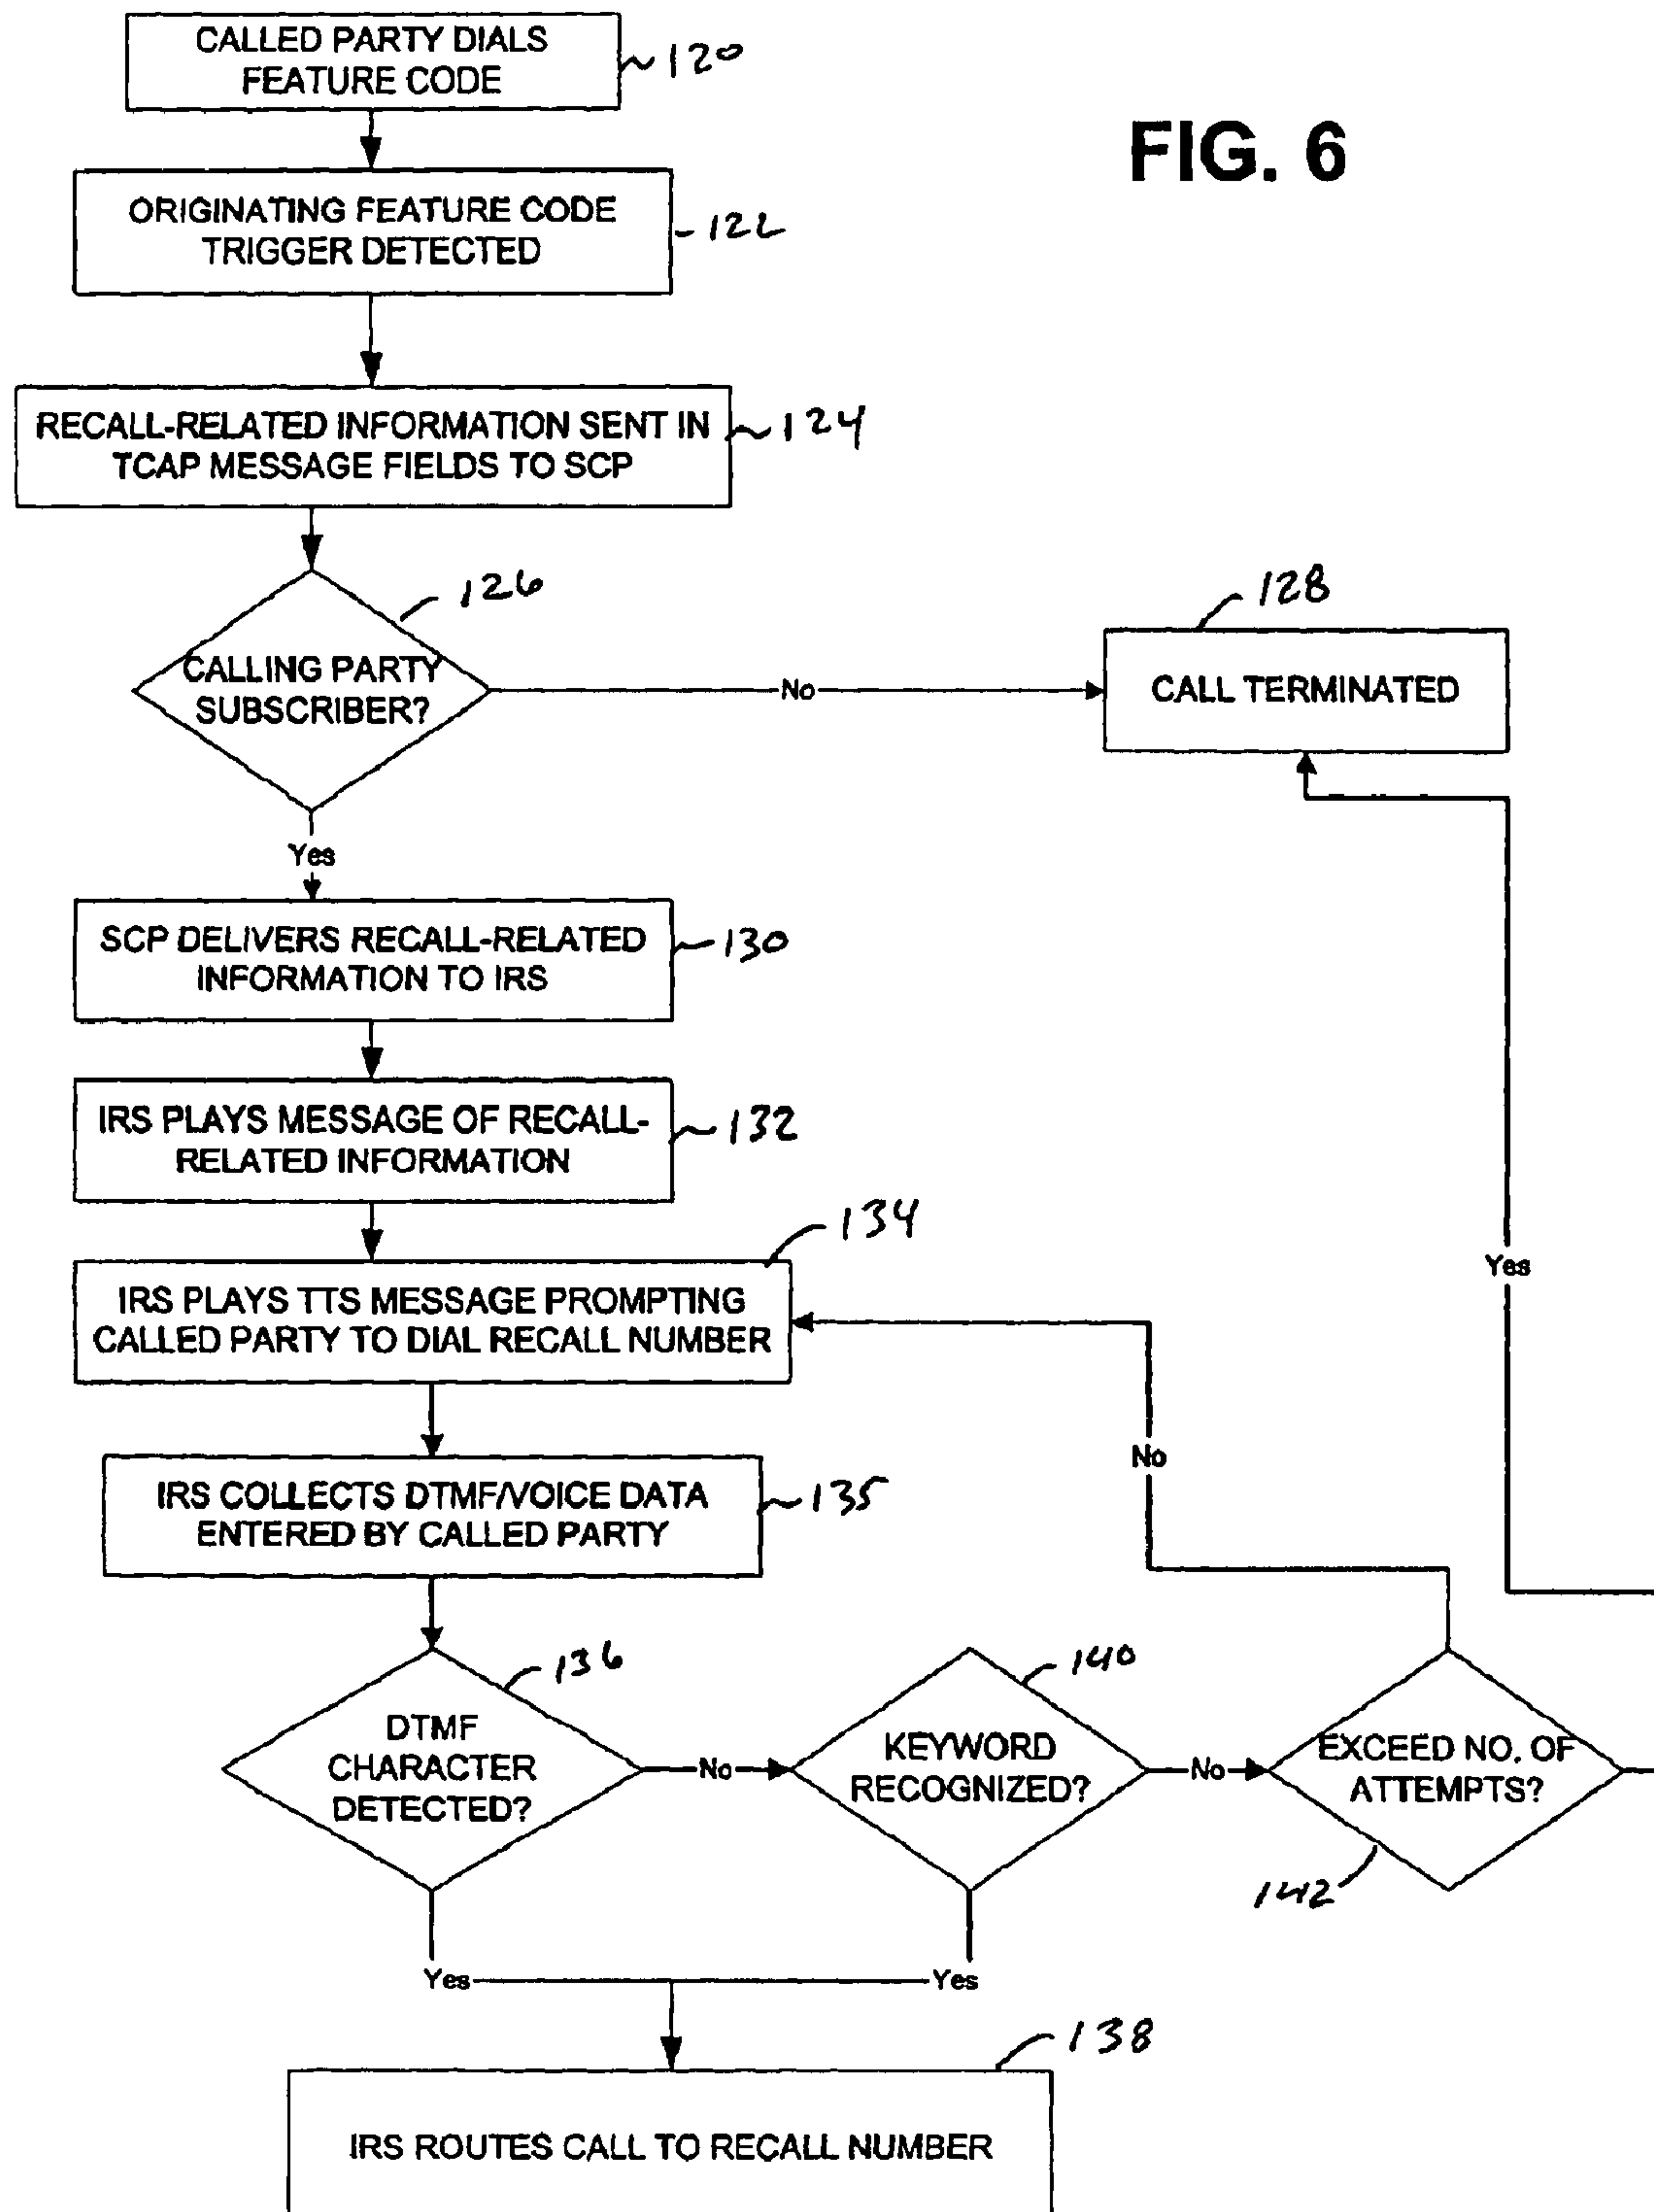 CALLED PARTY DIALS
FEATURE CODE
120
FIG. 6
ORIGINATING FEATURE CODE
TRIGGER DETECTED
122
RECALL-RELATED INFORMATION SENT IN
TCAP MESSAGE FIELDS TO SCP
124
126
CALLING PARTY
SUBSCRIBER?
No
128
CALL TERMINATED
Yes
SCP DELIVERS RECALL-RELATED
INFORMATION TO IRS
130
IRS PLAYS MESSAGE OF RECALL-
RELATED INFORMATION
132
134
IRS PLAYS TTS MESSAGE PROMPTING
CALLED PARTY TO DIAL RECALL NUMBER
Yes
No
IRS COLLECTS DTMF/VOICE DATA
ENTERED BY CALLED PARTY
135
136
DTMF
CHARACTER
DETECTED?
No
140
KEYWORD
RECOGNIZED?
No
EXCEED NO. OF
ATTEMPTS?
142
Yes
Yes
138
IRS ROUTES CALL TO RECALL NUMBER